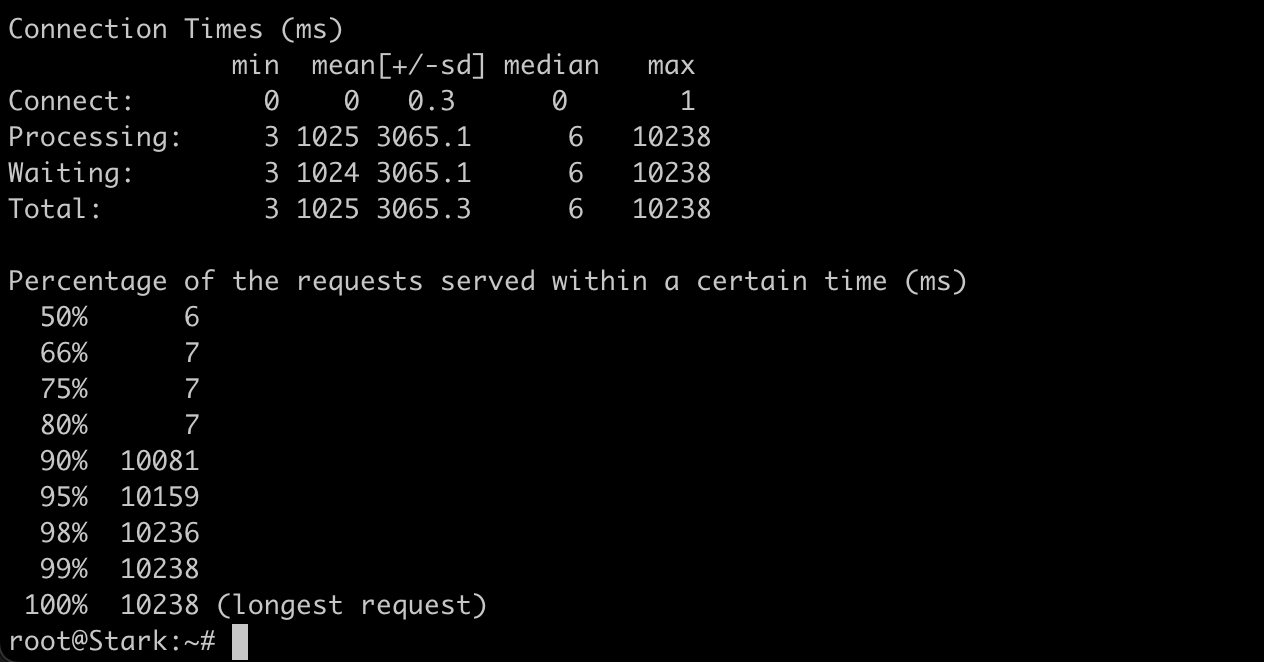 Connection Times (ms)
              min  mean[+/-sd] median   max
Connect:        0    0   0.3      0       1
Processing:     3 1025 3065.1      6   10238
Waiting:        3 1024 3065.1      6   10238
Total:          3 1025 3065.3      6   10238

Percentage of the requests served within a certain time (ms)
  50%      6
  66%      7
  75%      7
  80%      7
  90%  10081
  95%  10159
  98%  10236
  99%  10238
 100%  10238 (longest request)
root@Stark:~#